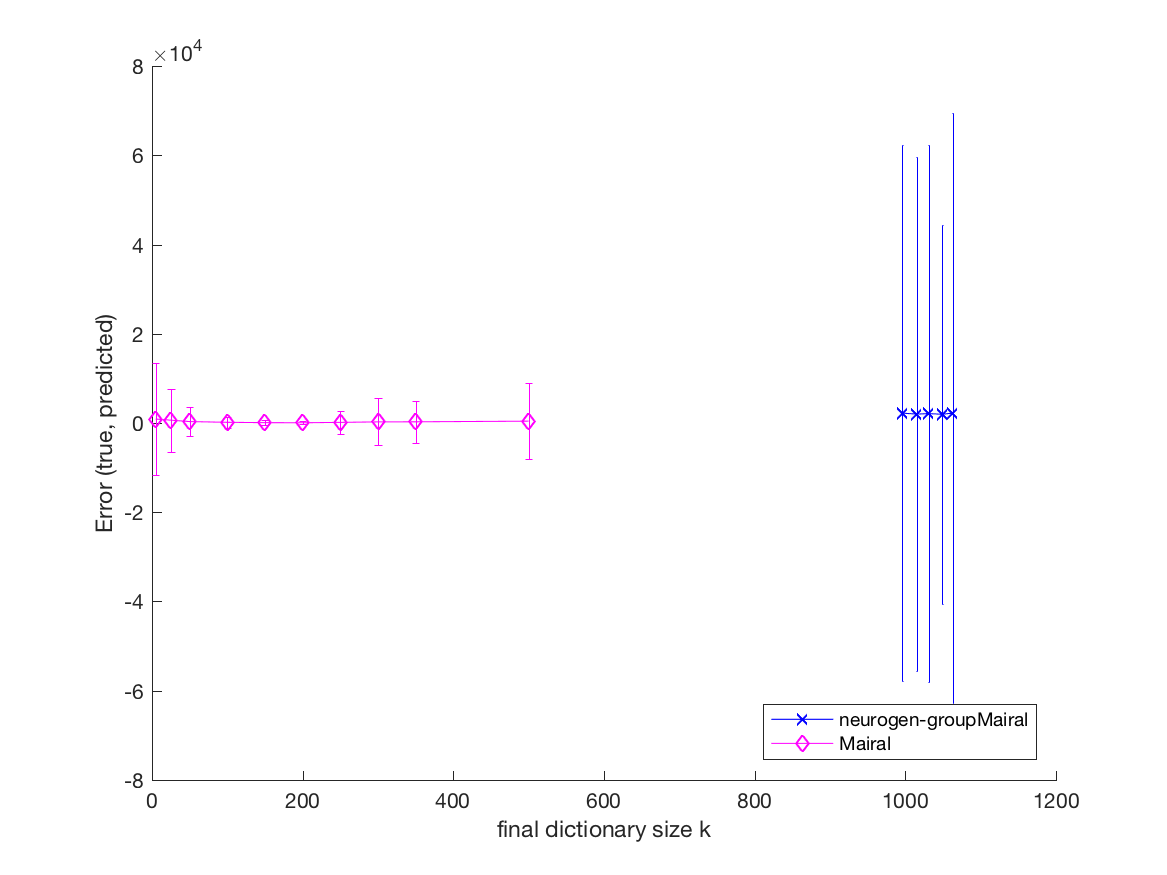 ×10^4
8
6
4
2
0
-2
-4
-6
-8
Error (true, predicted)
0 200 400 600 800 1000 1200
final dictionary size k
neurogen-groupMairal
Mairal